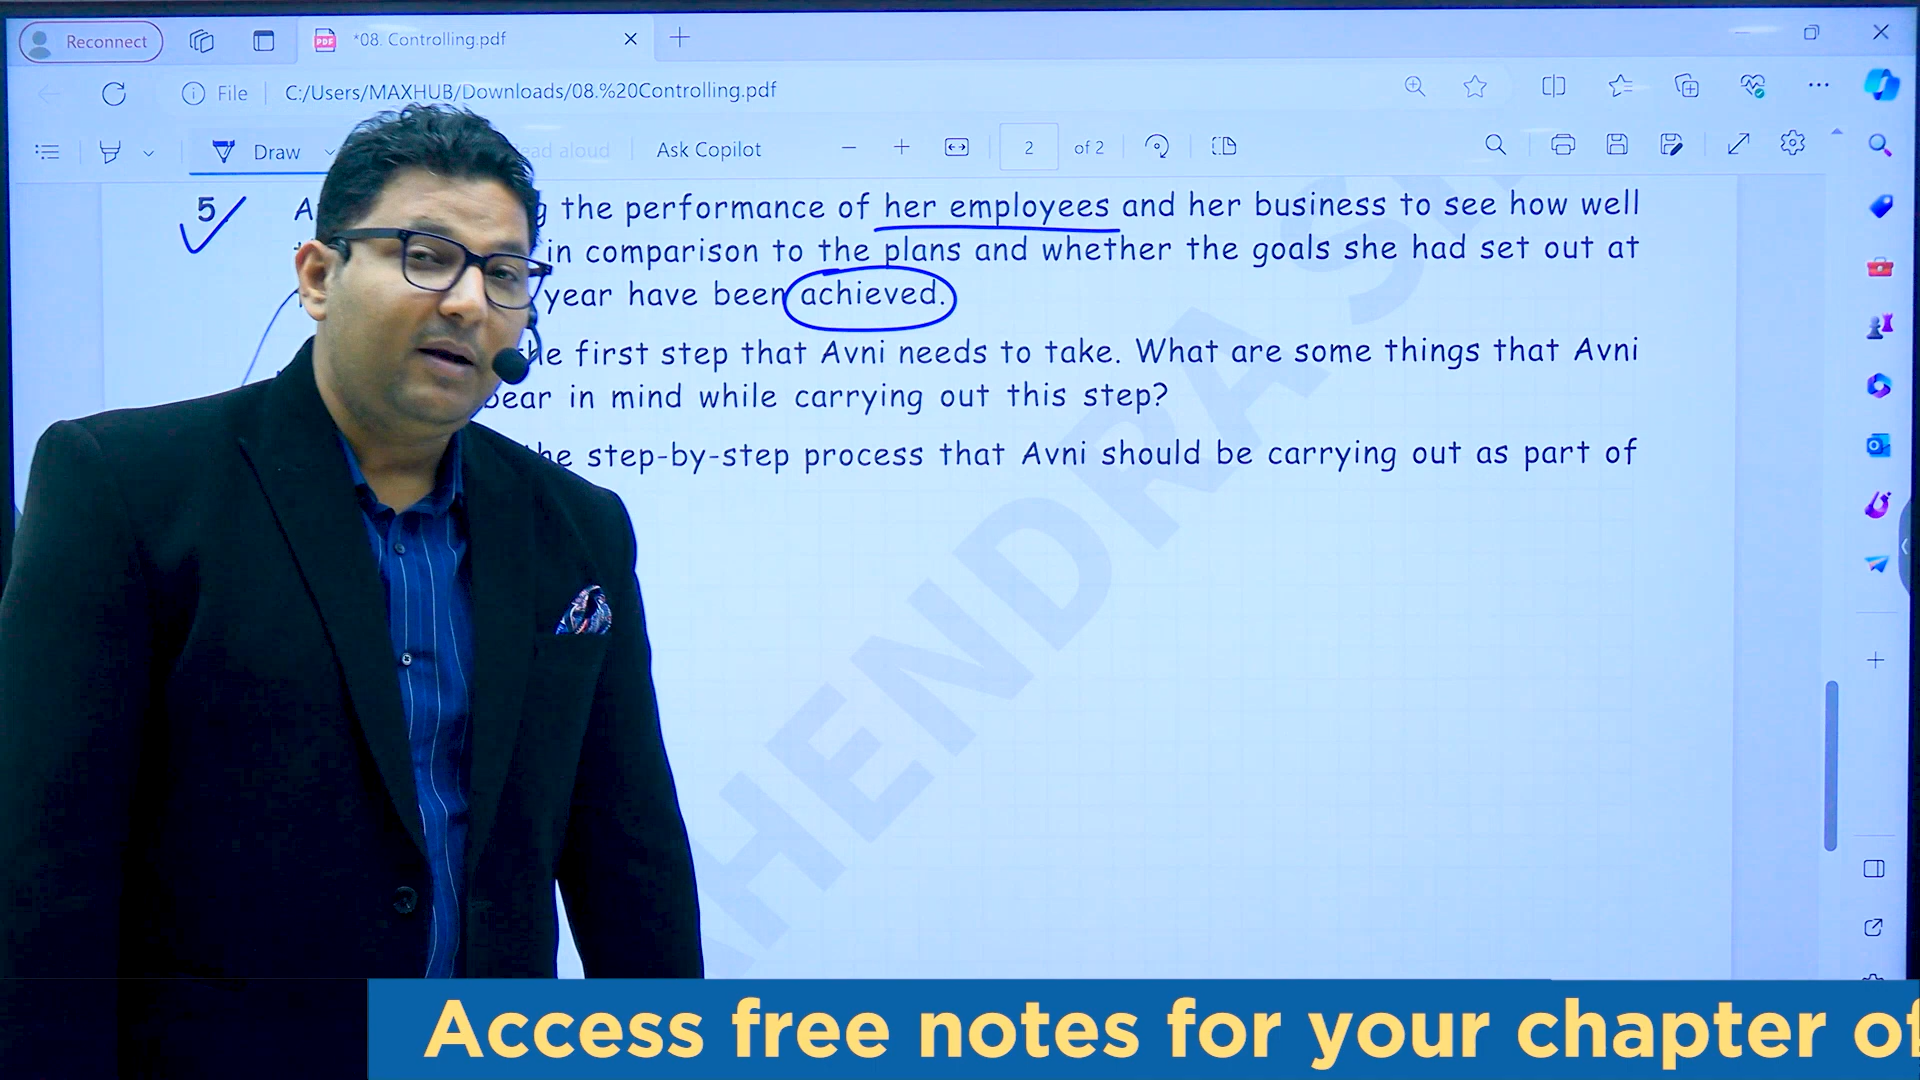 Reconnect
*08. Controlling.pdf
File
C:/Users/MAXHUB/Downloads/08.%20Controlling.pdf
Draw
ead aloud
Ask Copilot
2
of 2
5
the performance of her employees and her business to see how well
in comparison to the plans and whether the goals she had set out at
year have been achieved.
the first step that Avni needs to take. What are some things that Avni
bear in mind while carrying out this step?
the step-by-step process that Avni should be carrying out as part of
Access free notes for your chapter of